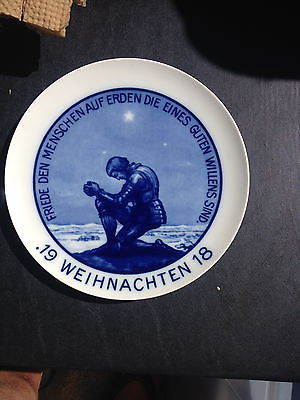 FRIEDE DEN MENSCHEN AUF ERDEN DIE EINES GUTEN WILLENS SIND.
.19 WEIHNACHTEN 18